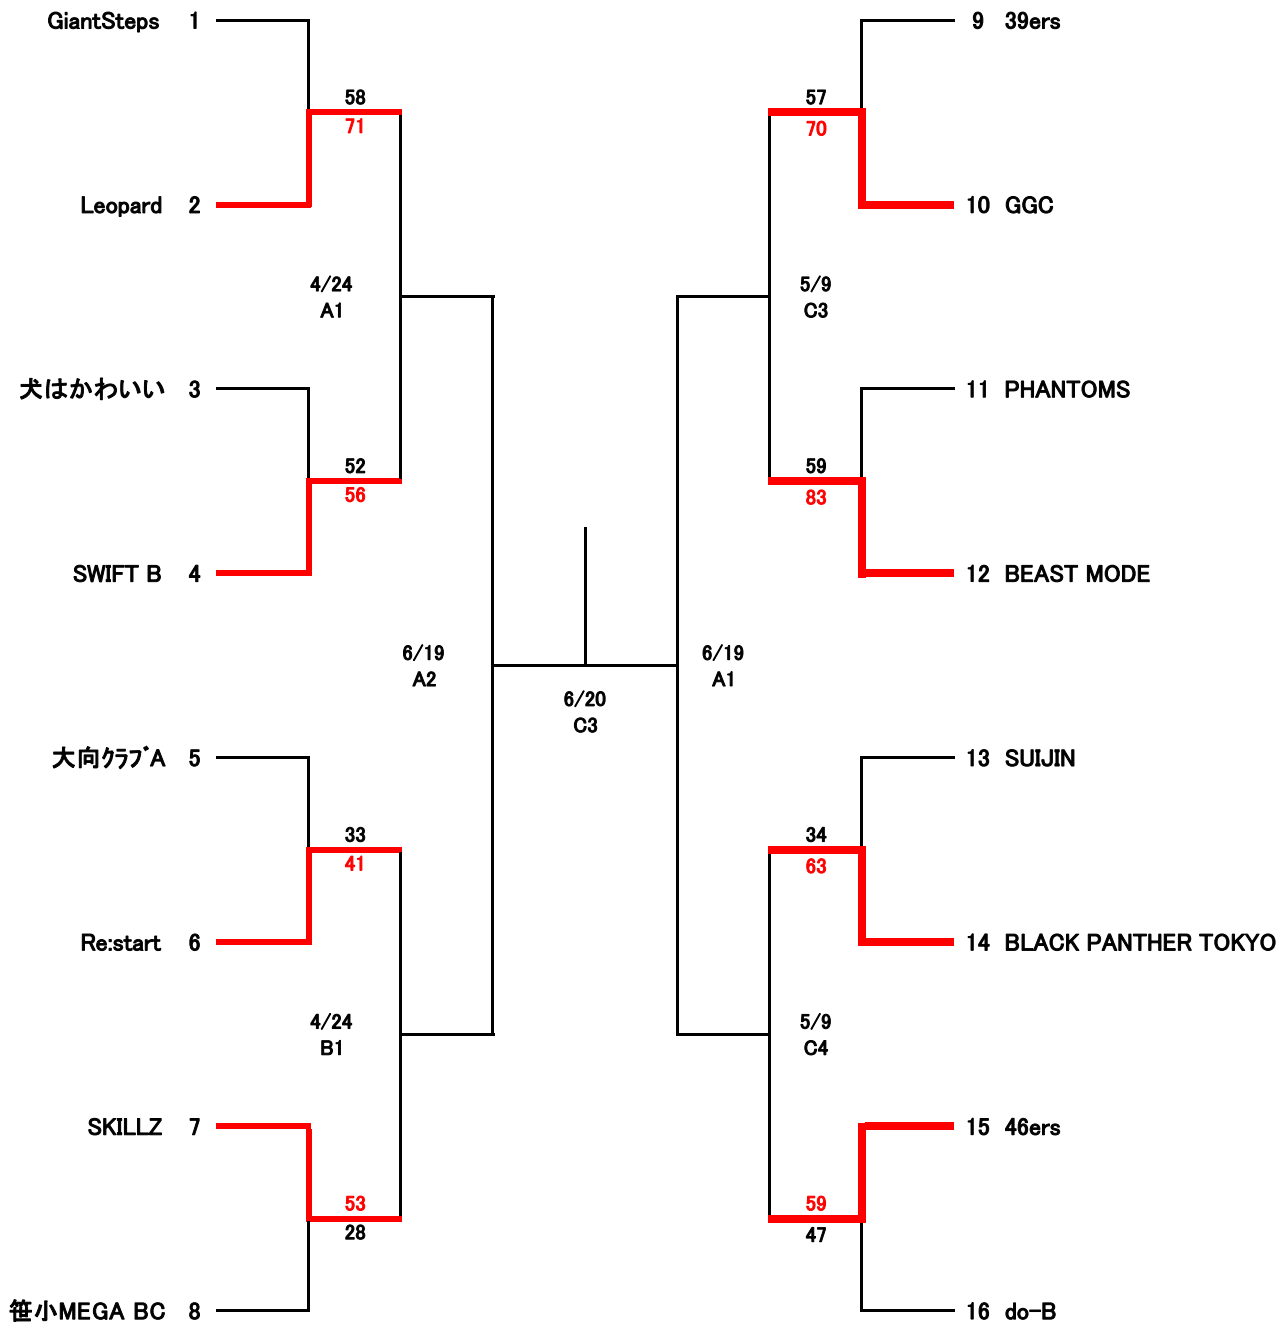 GiantSteps 1
58
71
Leopard 2
4/24
A1
犬はかわいい 3
52
56
SWIFT B 4
6/19
A2
大向クラブA 5
33
41
Re:start 6
4/24
B1
SKILLZ 7
53
28
笹小MEGA BC 8
6/20
C3
9 39ers
57
70
10 GGC
5/9
C3
11 PHANTOMS
59
83
12 BEAST MODE
6/19
A1
13 SUIJIN
34
63
14 BLACK PANTHER TOKYO
5/9
C4
15 46ers
59
47
16 do-B